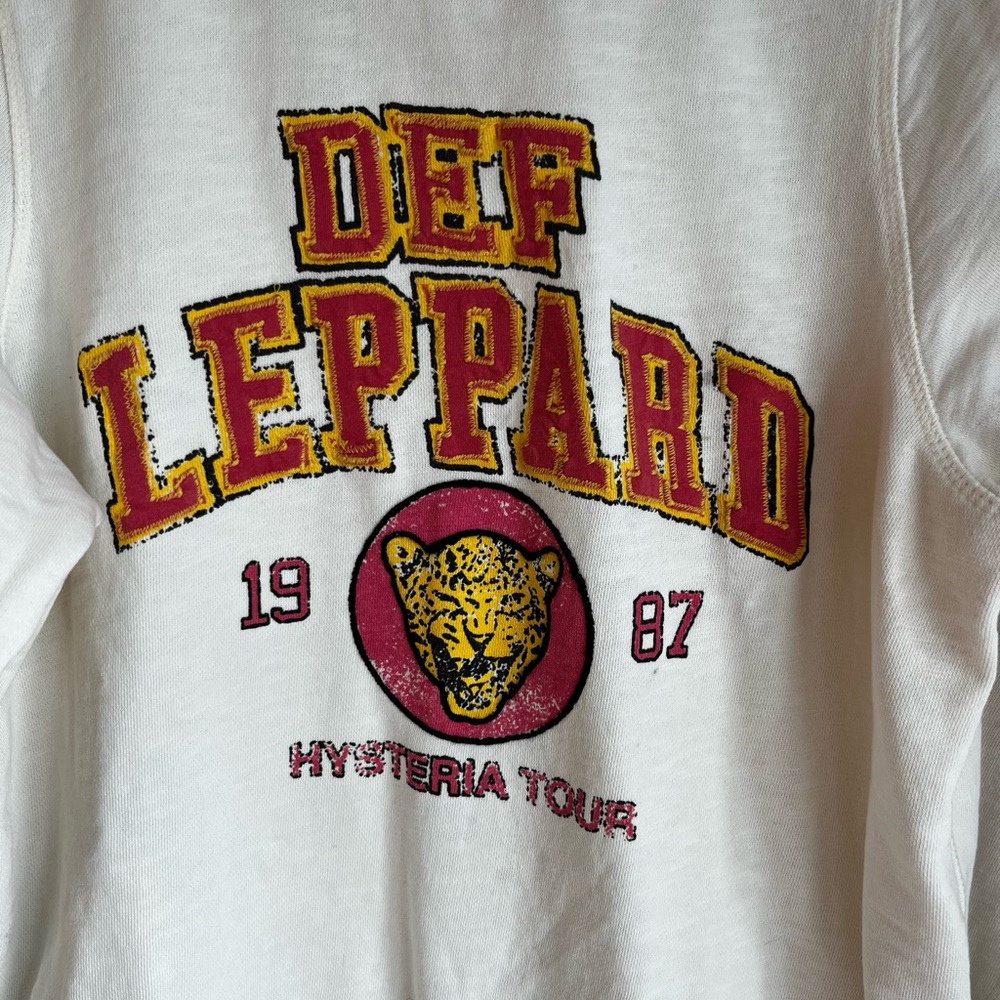 DEF
LEPPARD
19 87
HYSTERIA TOUR